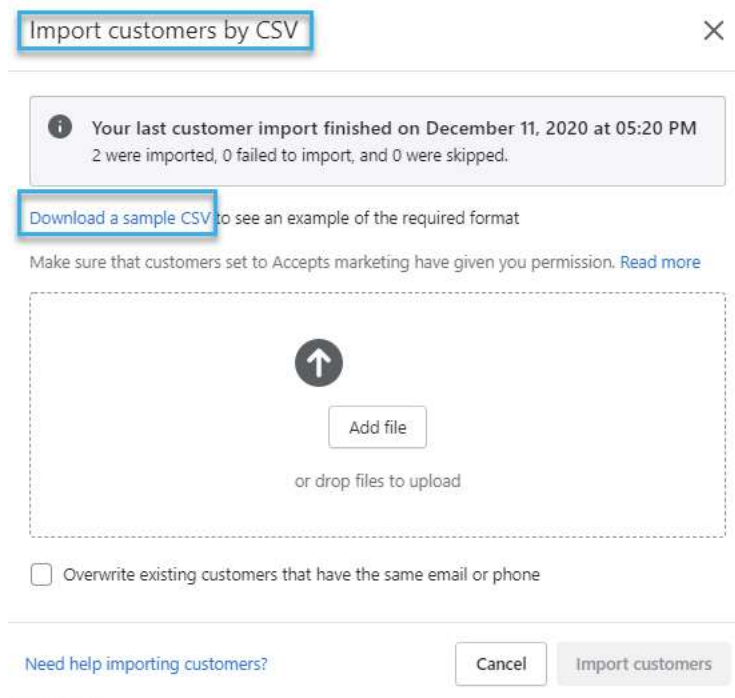 Import customers by CSV
Your last customer import finished on December 11, 2020 at 05:20 PM
2 were imported, 0 failed to import, and 0 were skipped.
Download a sample CSV to see an example of the required format
Make sure that customers set to Accepts marketing have given you permission. Read more
Add file
or drop files to upload
Overwrite existing customers that have the same email or phone
Need help importing customers? Cancel Import customers